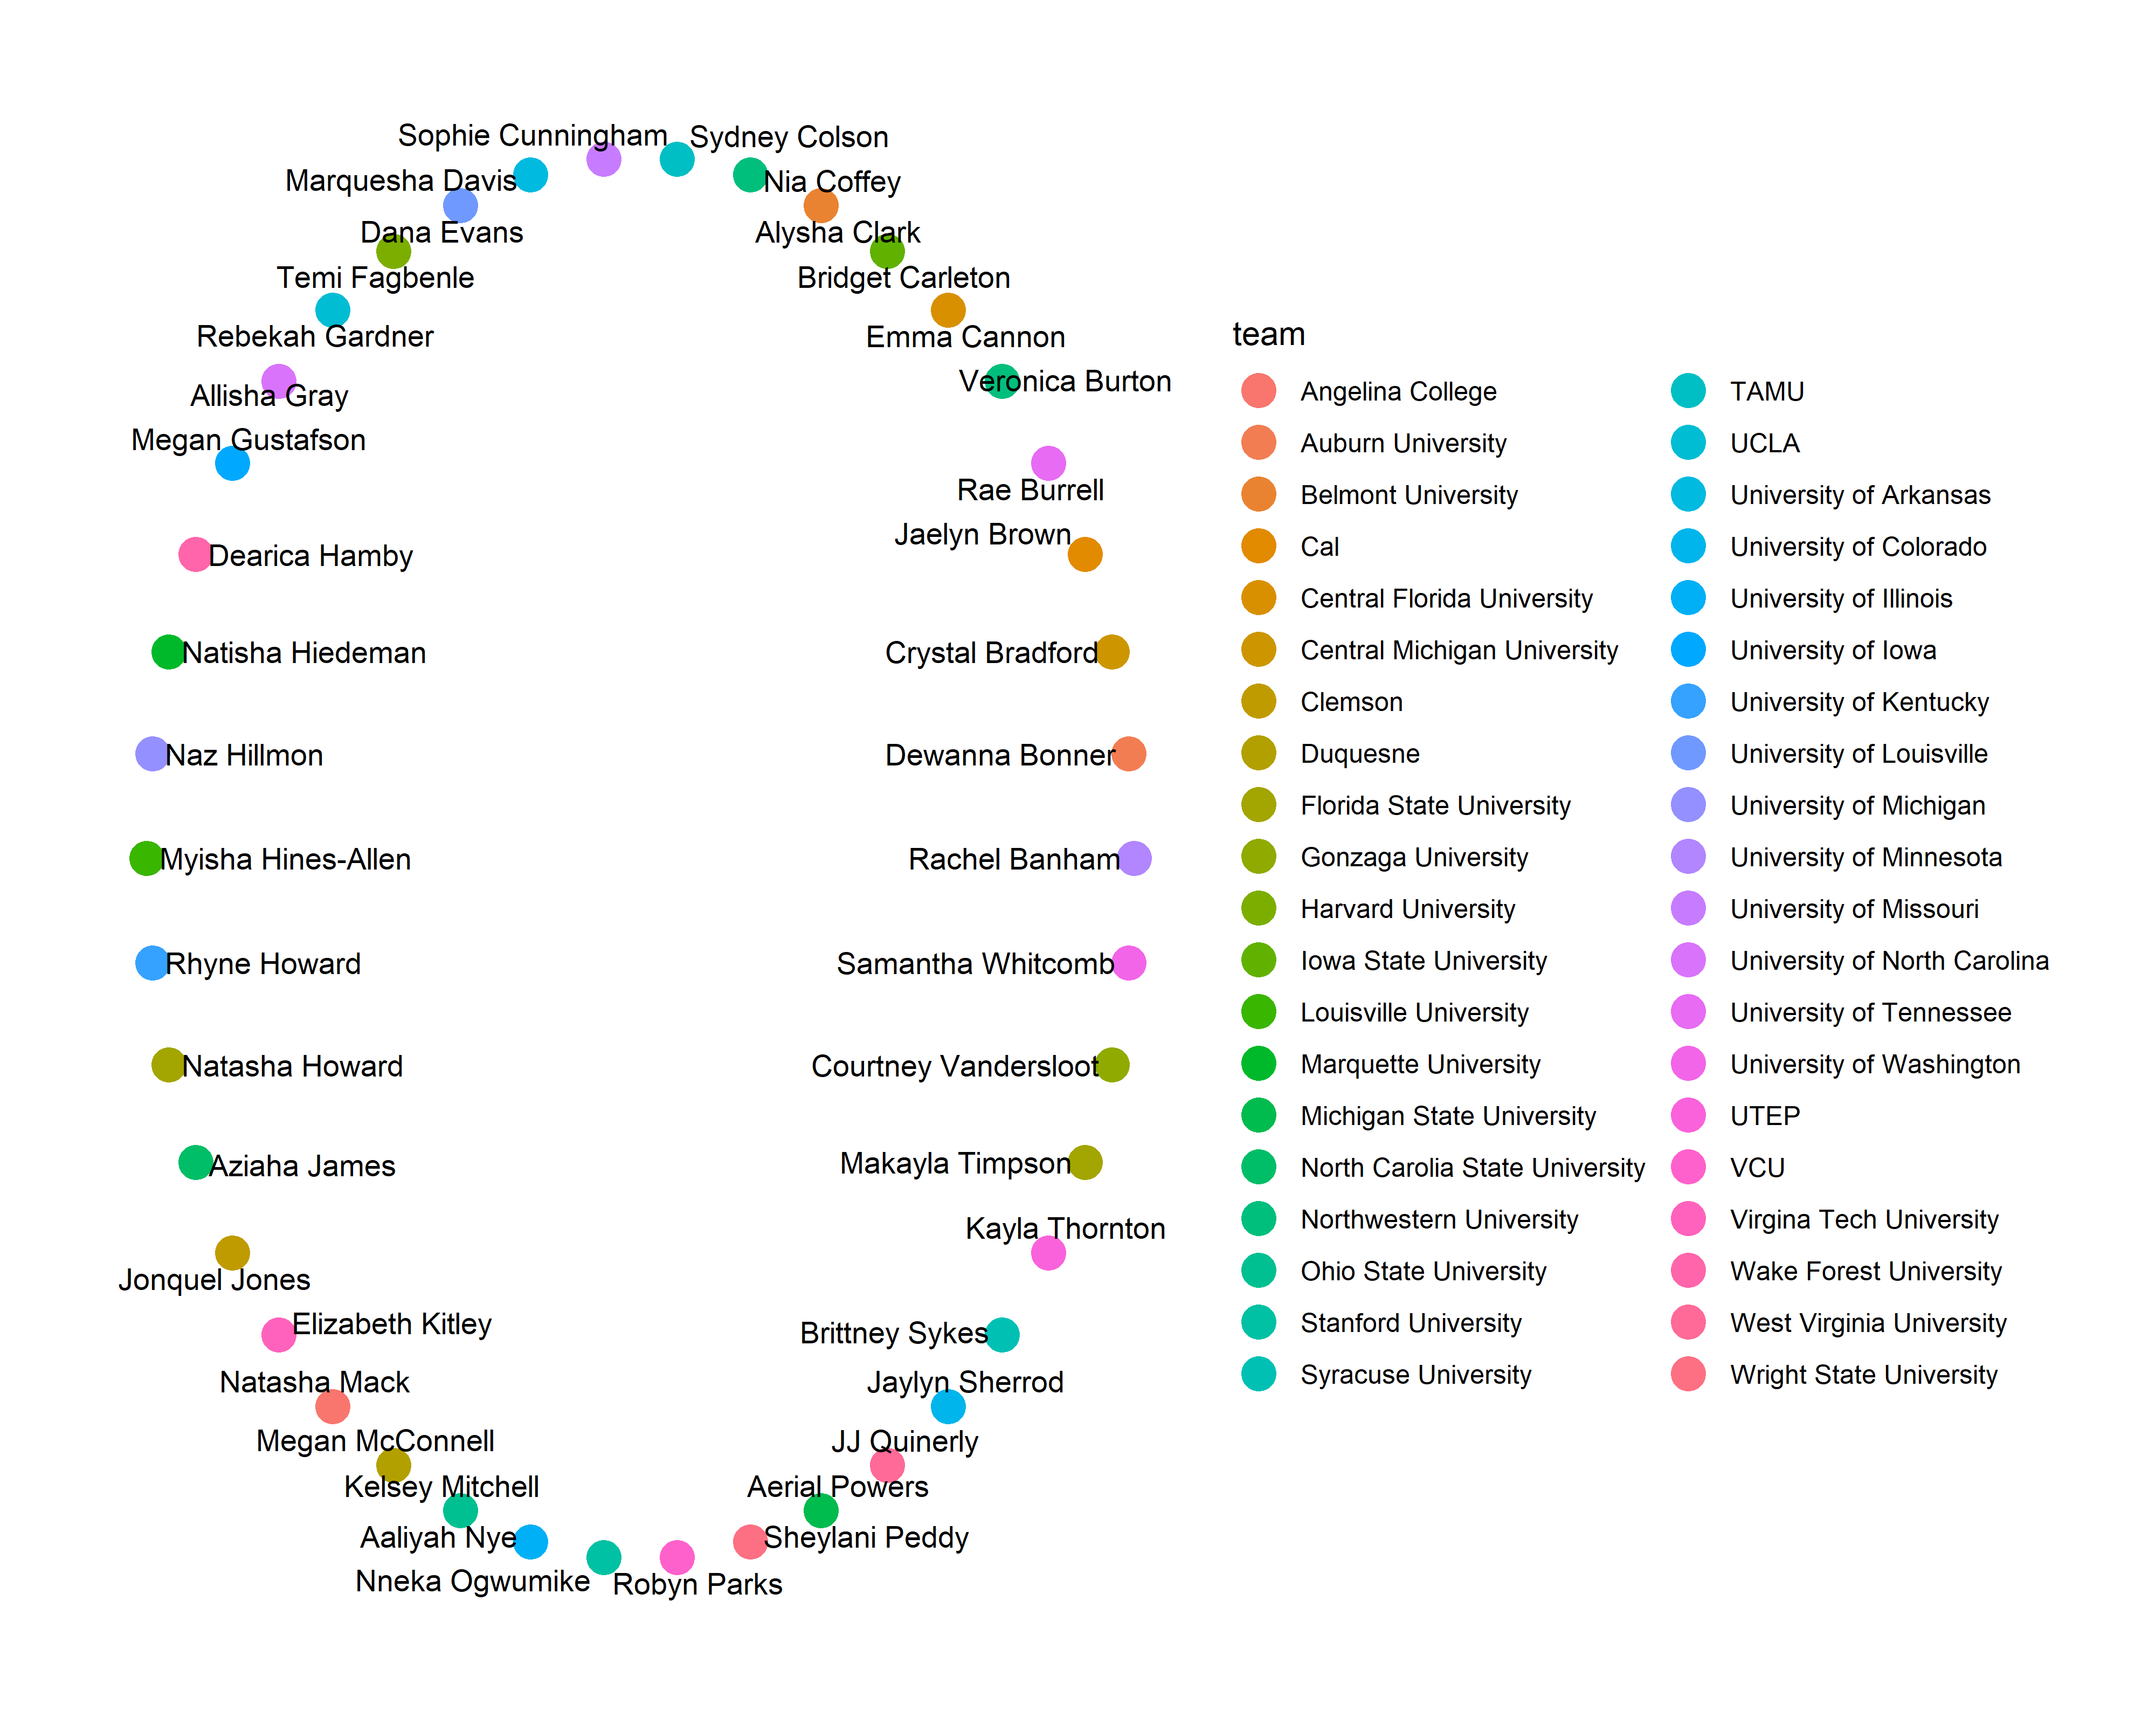 Sophie Cunningham
Sydney Colson
Marquesha Davis
Nia Coffey
Dana Evans
Alysha Clark
Temi Fagbenle
Bridget Carleton
Rebekah Gardner
Emma Cannon
Allisha Gray
Veronica Burton
Megan Gustafson
Rae Burrell
Jaelyn Brown
Dearica Hamby
Natisha Hiedeman
Crystal Bradford
Naz Hillmon
Dewanna Bonner
Myisha Hines-Allen
Rachel Banham
Rhyne Howard
Samantha Whitcomb
Natasha Howard
Courtney Vandersloot
Aziaha James
Makayla Timpson
Kayla Thornton
Jonquel Jones
Elizabeth Kitley
Brittney Sykes
Natasha Mack
Jaylyn Sherrod
Megan McConnell
JJ Quinerly
Kelsey Mitchell
Aerial Powers
Aaliyah Nye
Sheylani Peddy
Nneka Ogwumike
Robyn Parks
team
Angelina College
Auburn University
Belmont University
Cal
Central Florida University
Central Michigan University
Clemson
Duquesne
Florida State University
Gonzaga University
Harvard University
Iowa State University
Louisville University
Marquette University
Michigan State University
North Carolia State University
Northwestern University
Ohio State University
Stanford University
Syracuse University
TAMU
UCLA
University of Arkansas
University of Colorado
University of Illinois
University of Iowa
University of Kentucky
University of Louisville
University of Michigan
University of Minnesota
University of Missouri
University of North Carolina
University of Tennessee
University of Washington
UTEP
VCU
Virgina Tech University
Wake Forest University
West Virginia University
Wright State University